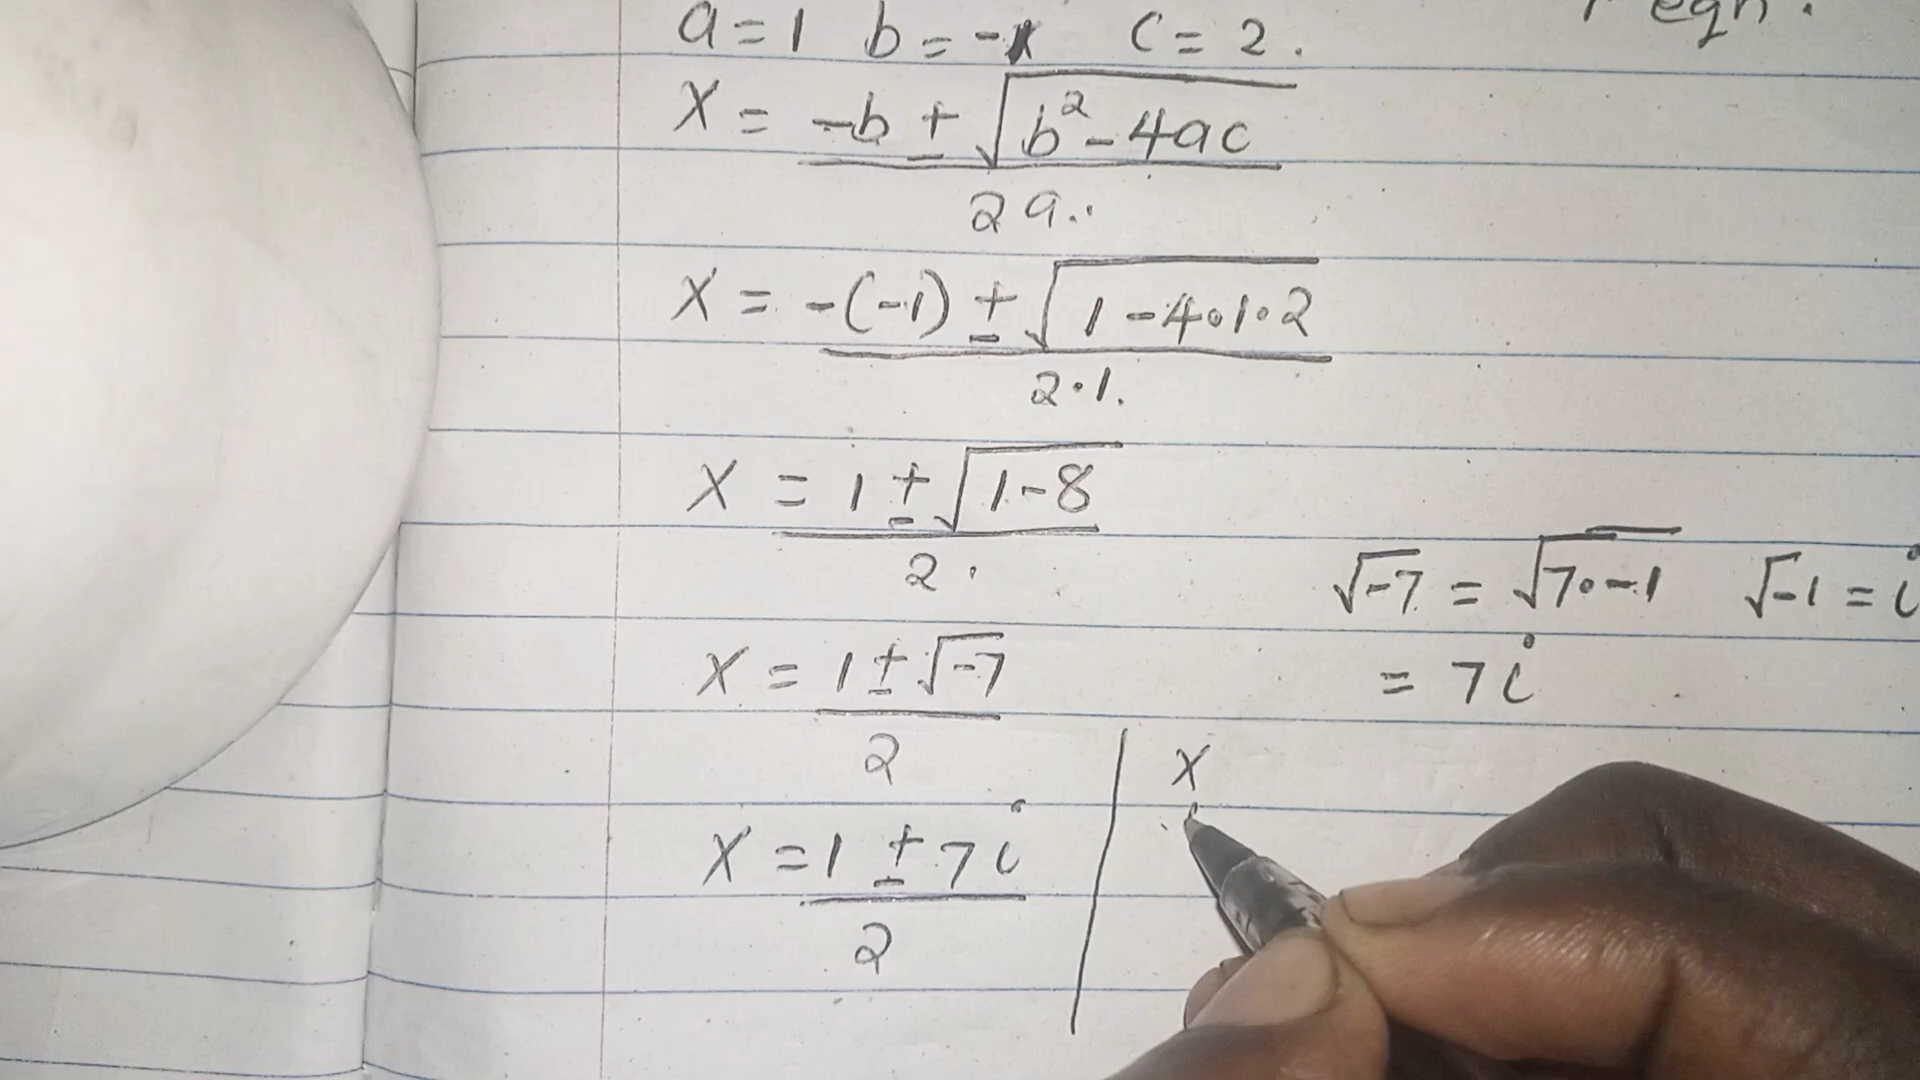 a = 1 b = -1 c = 2. eqn.
x = -b ± √b² - 4ac
2a.
x = -(-1) ± √1 - 4•1•2
2•1.
x = 1 ± √1-8
2.
√-7 = √7•-1 √-1 = i
x = 1 ± √-7
2
= 7i
x
x = 1 ± 7i
2